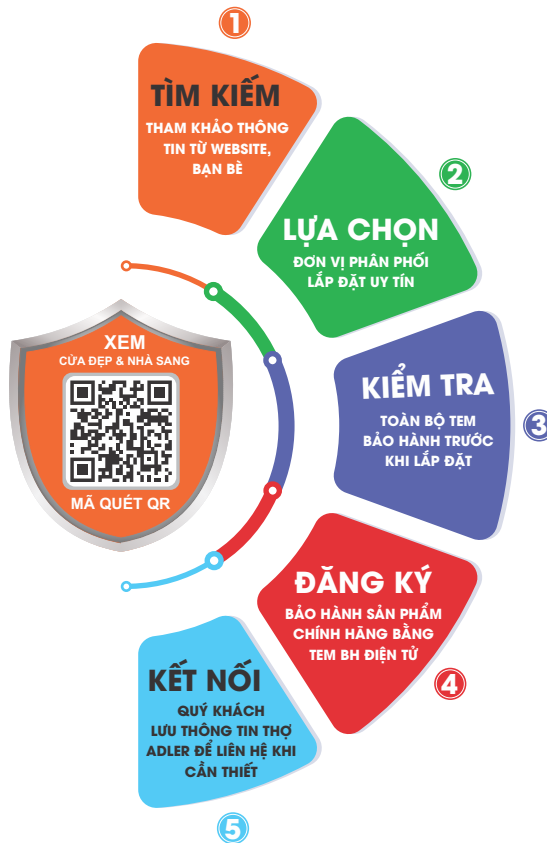 1
TÌM KIẾM
THAM KHẢO THÔNG
TIN TỪ WEBSITE,
BẠN BÈ
2
LỰA CHỌN
ĐƠN VỊ PHÂN PHỐI
LẮP ĐẶT UY TÍN
XEM
CỬA ĐẸP & NHÀ SANG
MÃ QUÉT QR
KIỂM TRA
TOÀN BỘ TEM
BẢO HÀNH TRƯỚC
KHI LẮP ĐẶT
3
ĐĂNG KÝ
BẢO HÀNH SẢN PHẨM
CHÍNH HÃNG BẰNG
TEM BH ĐIỆN TỬ
4
KẾT NỐI
QUÝ KHÁCH
LƯU THÔNG TIN THỢ
ADLER ĐỂ LIÊN HỆ KHI
CẦN THIẾT
5